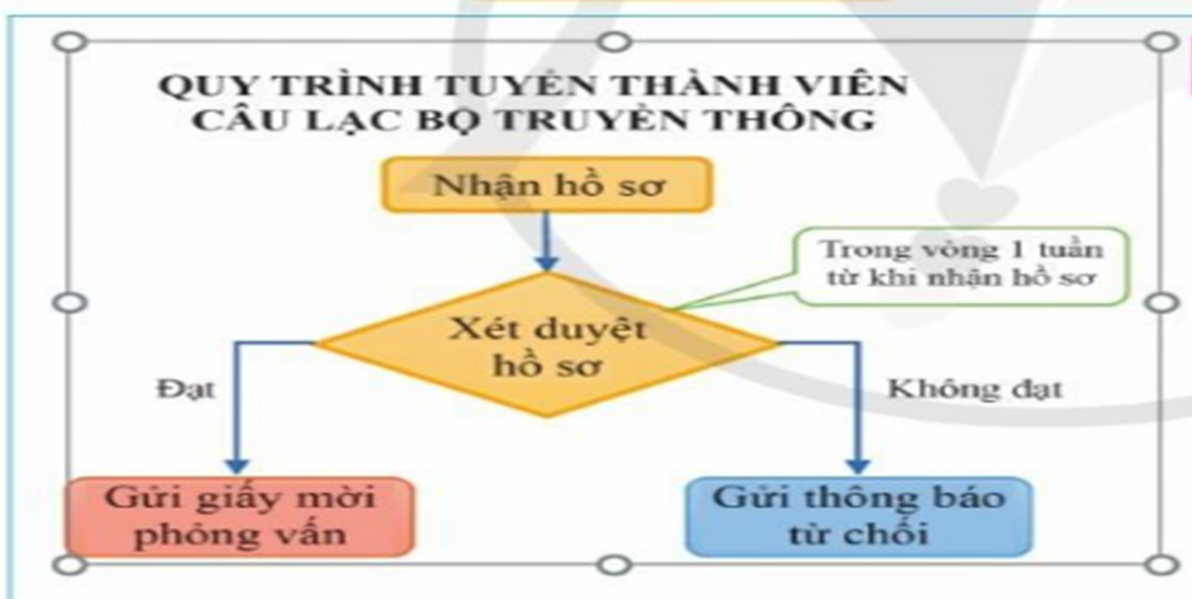 QUY TRÌNH TUYỂN THÀNH VIÊN
CÂU LẠC BỘ TRUYỀN THÔNG
Nhận hồ sơ
Trong vòng 1 tuần
từ khi nhận hồ sơ
Xét duyệt
hồ sơ
Đạt
Không đạt
Gửi giấy mời
phỏng vấn
Gửi thông báo
từ chối